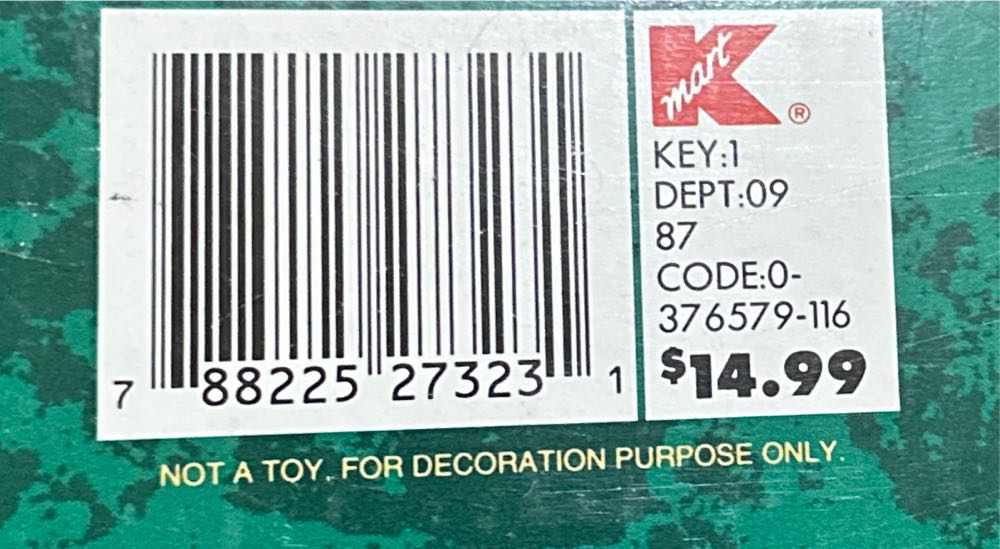 7 88225 27323 1
Kmart®
KEY:1
DEPT:09
87
CODE:0-
376579-116
$14.99
NOT A TOY. FOR DECORATION PURPOSE ONLY.